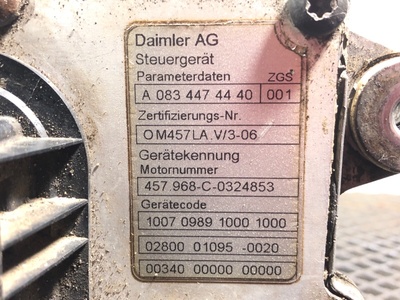 Daimler AG
Steuergerät
Parameterdaten ZGS
A 083 447 44 40 001
Zertifizierungs-Nr.
OM457LA.V/3-06
Gerätekennung
Motornummer
457.968-C-0324853
Gerätecode
1007 0989 1000 1000
02800 01095 -0020
00340 00000 00000